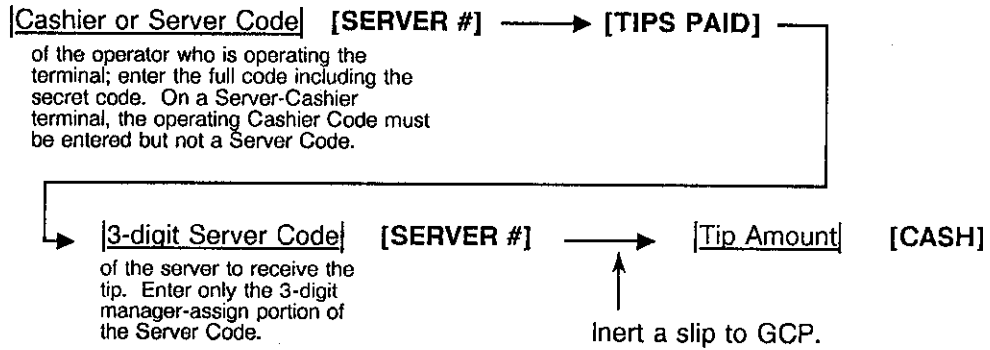 Cashier or Server Code [SERVER #] [TIPS PAID]
of the operator who is operating the
terminal; enter the full code including the
secret code. On a Server-Cashier
terminal, the operating Cashier Code must
be entered but not a Server Code.
3-digit Server Code [SERVER #] Tip Amount [CASH]
of the server to receive the
tip. Enter only the 3-digit
manager-assign portion of
the Server Code.
Inert a slip to GCP.